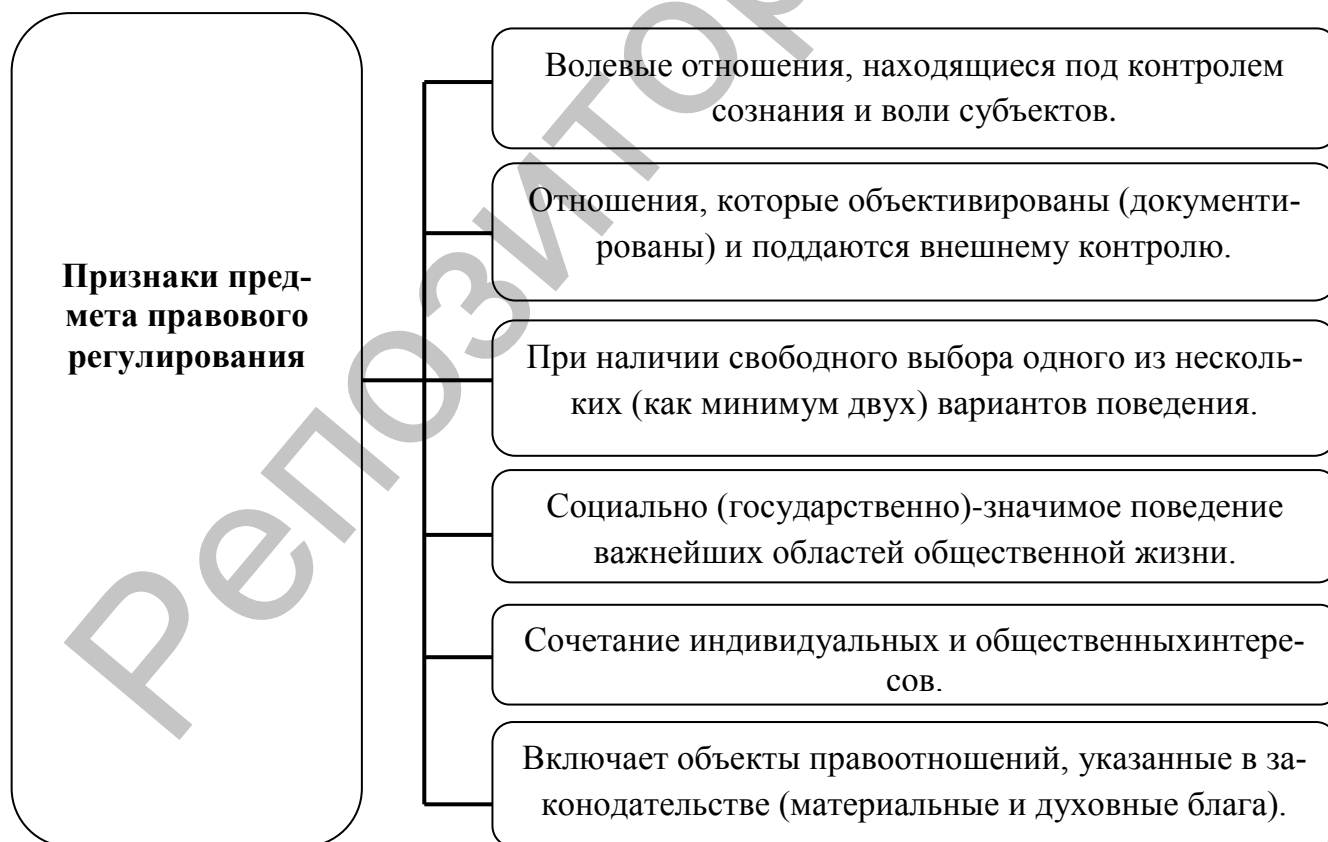 Признаки пред-
мета правового
регулирования
Волевые отношения, находящиеся под контролем
сознания и воли субъектов.
Отношения, которые объективированы (документи-
рованы) и поддаются внешнему контролю.
При наличии свободного выбора одного из несколь-
ких (как минимум двух) вариантов поведения.
Социально (государственно)-значимое поведение
важнейших областей общественной жизни.
Сочетание индивидуальных и общественныхинтере-
сов.
Включает объекты правоотношений, указанные в за-
конодательстве (материальные и духовные блага).
Репозитор